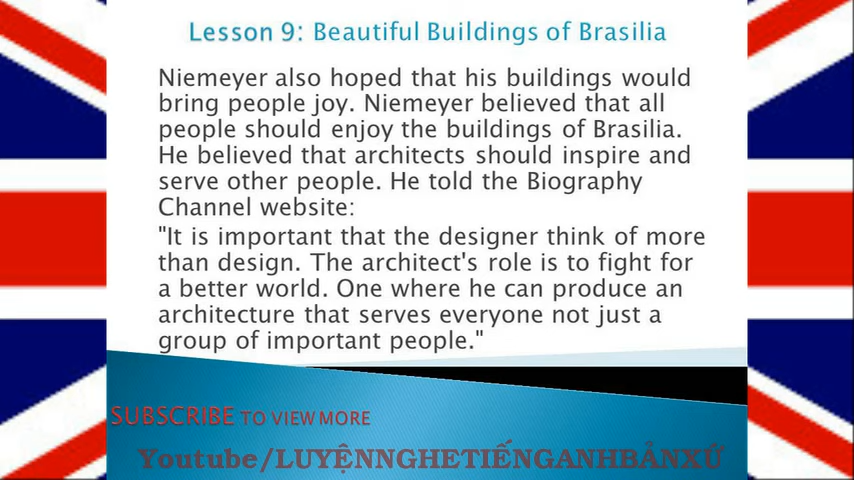 Lesson 9: Beautiful Buildings of Brasilia
Niemeyer also hoped that his buildings would
bring people joy. Niemeyer believed that all
people should enjoy the buildings of Brasilia.
He believed that architects should inspire and
serve other people. He told the Biography
Channel website:
"It is important that the designer think of more
than design. The architect's role is to fight for
a better world. One where he can produce an
architecture that serves everyone not just a
group of important people."
SUBSCRIBE TO VIEW MORE
Youtube/LUYỆNNGHETIẾNGANHBẢNXỨ